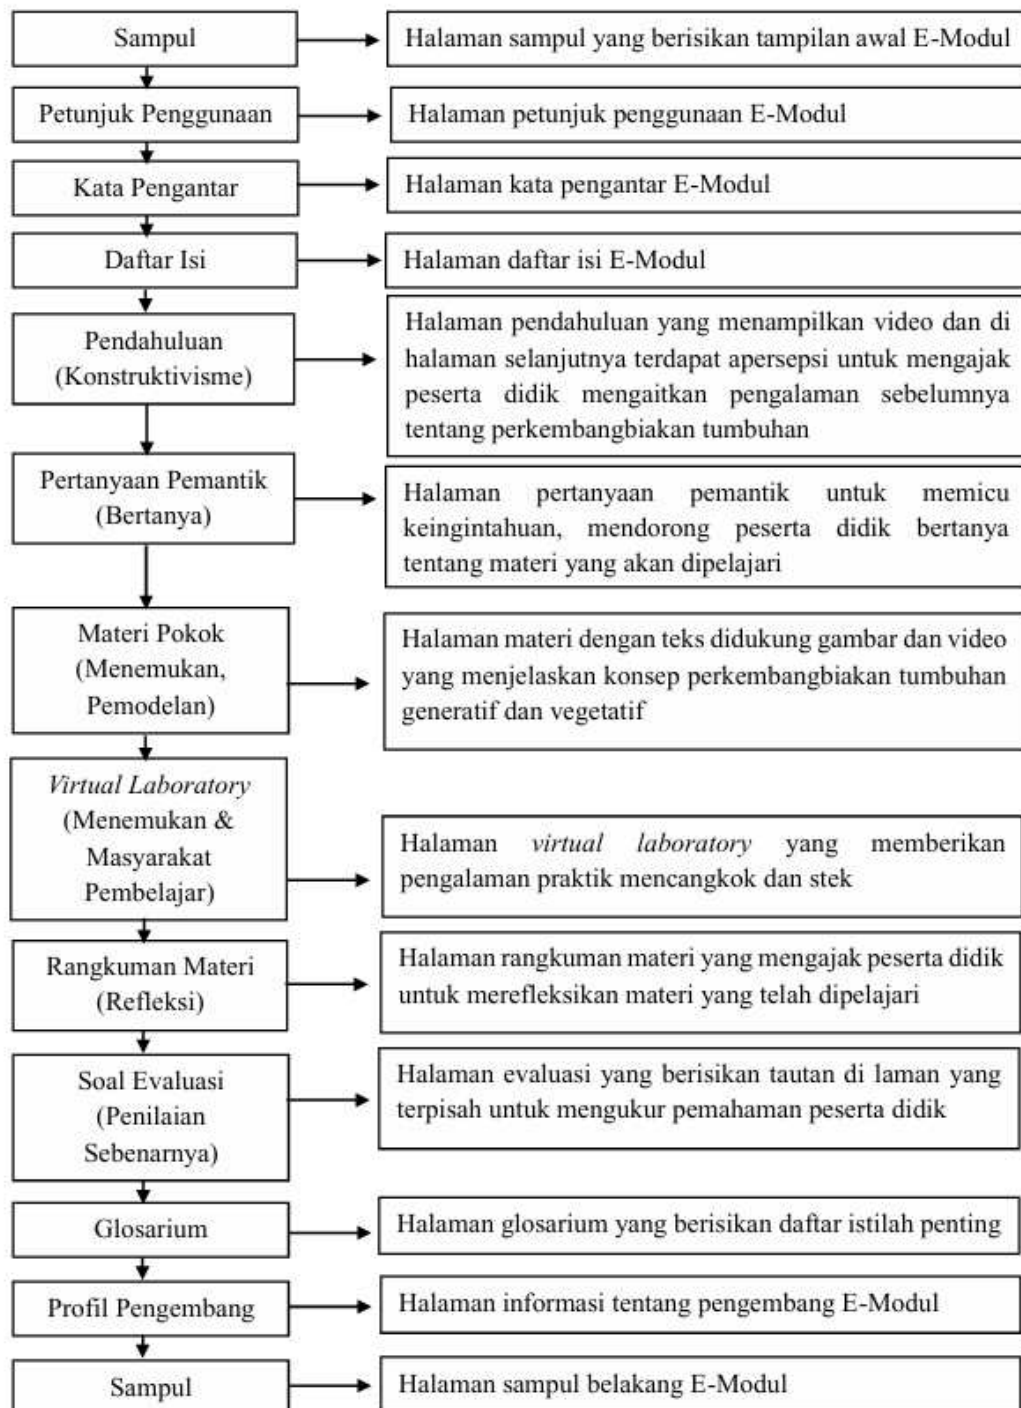 Sampul
Halaman sampul yang berisikan tampilan awal E-Modul
Petunjuk Penggunaan
Halaman petunjuk penggunaan E-Modul
Kata Pengantar
Halaman kata pengantar E-Modul
Daftar Isi
Halaman daftar isi E-Modul
Pendahuluan
(Konstruktivisme)
Halaman pendahuluan yang menampilkan video dan di
halaman selanjutnya terdapat apersepsi untuk mengajak
peserta didik mengaitkan pengalaman sebelumnya
tentang perkembangbiakan tumbuhan
Pertanyaan Pemantik
(Bertanya)
Halaman pertanyaan pemantik untuk memicu
keingintahuan, mendorong peserta didik bertanya
tentang materi yang akan dipelajari
Materi Pokok
(Menemukan,
Pemodelan)
Halaman materi dengan teks didukung gambar dan video
yang menjelaskan konsep perkembangbiakan tumbuhan
generatif dan vegetatif
Virtual Laboratory
(Menemukan &
Masyarakat
Pembelajar)
Halaman virtual laboratory yang memberikan
pengalaman praktik mencangkok dan stek
Rangkuman Materi
(Refleksi)
Halaman rangkuman materi yang mengajak peserta didik
untuk merefleksikan materi yang telah dipelajari
Soal Evaluasi
(Penilaian
Sebenarnya)
Halaman evaluasi yang berisikan tautan di laman yang
terpisah untuk mengukur pemahaman peserta didik
Glosarium
Halaman glosarium yang berisikan daftar istilah penting
Profil Pengembang
Halaman informasi tentang pengembang E-Modul
Sampul
Halaman sampul belakang E-Modul